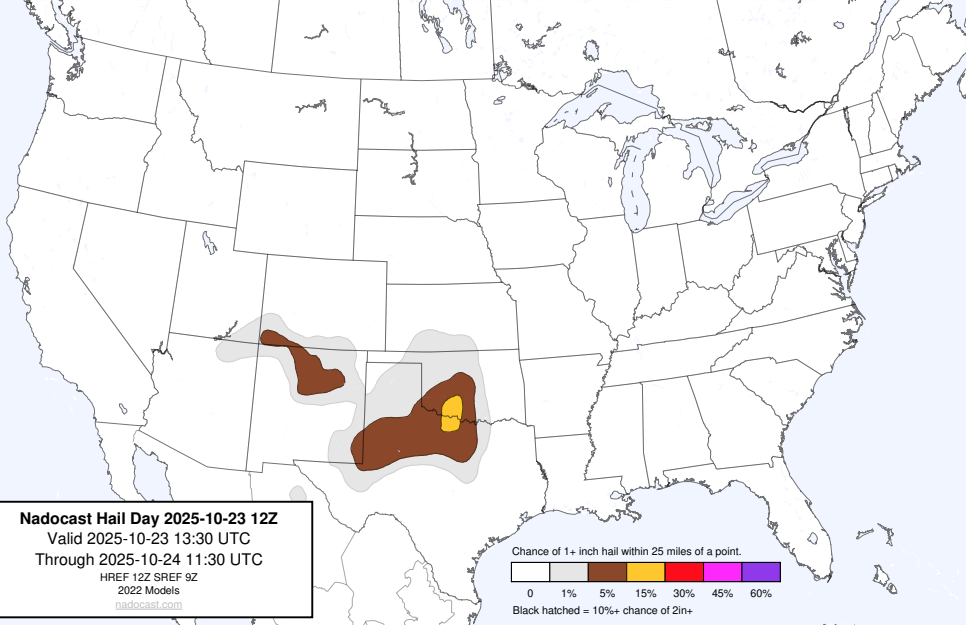 Nadocast Hail Day 2025-10-23 12Z
Valid 2025-10-23 13:30 UTC
Through 2025-10-24 11:30 UTC
HREF 12Z SREF 9Z
2022 Models
nadocast.com
Chance of 1+ inch hail within 25 miles of a point.
0 1% 5% 15% 30% 45% 60%
Black hatched = 10%+ chance of 2in+